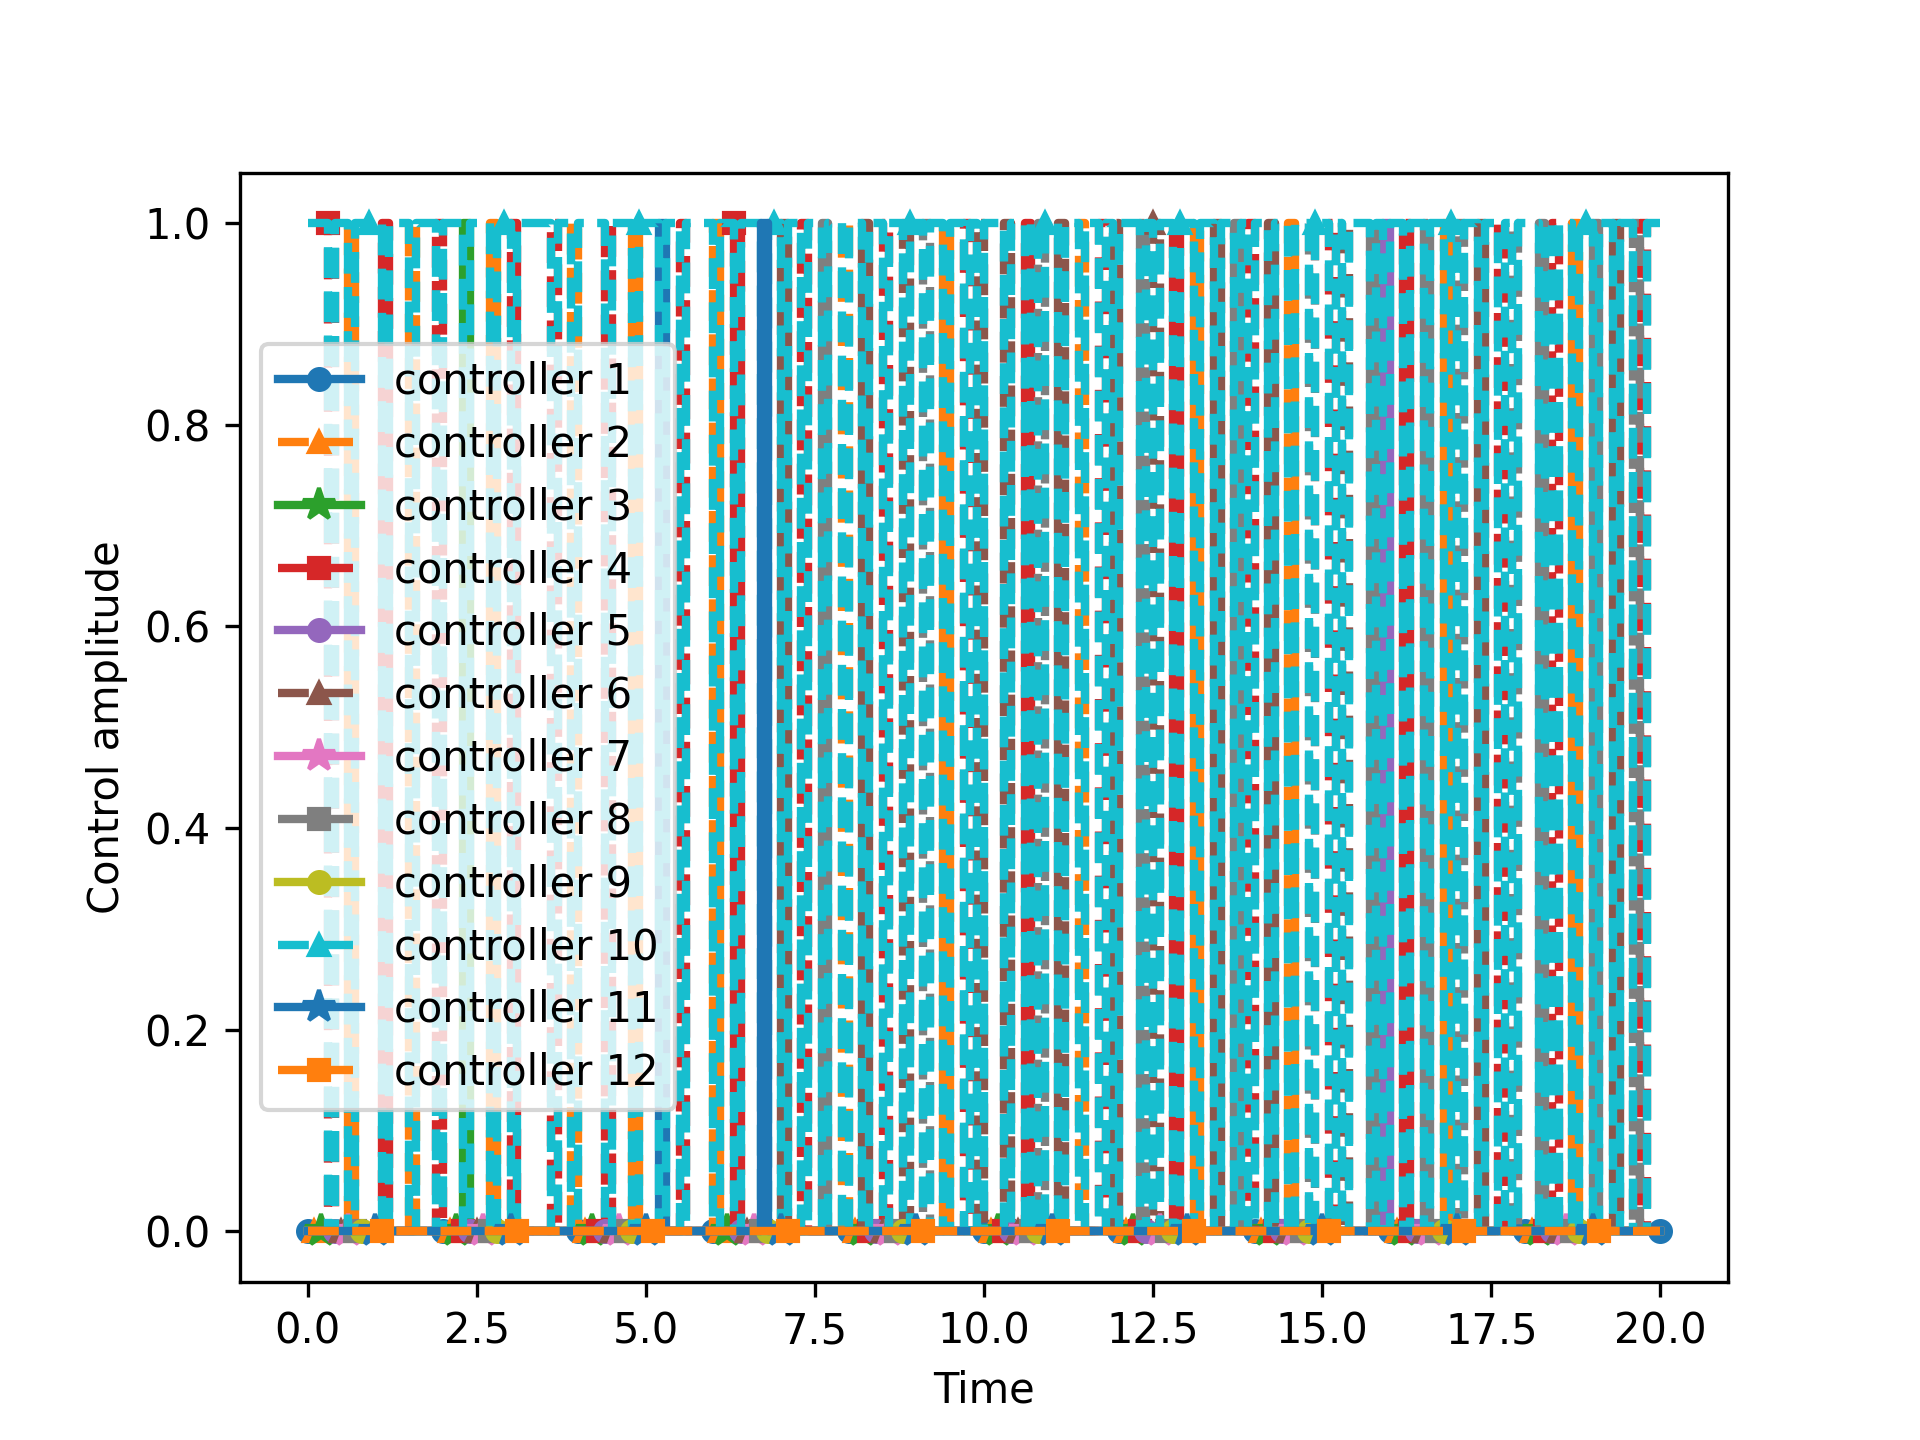 1.0
0.8
0.6
0.4
0.2
0.0
Control amplitude
controller 1
controller 2
controller 3
controller 4
controller 5
controller 6
controller 7
controller 8
controller 9
controller 10
controller 11
controller 12
0.0 2.5 5.0 7.5 10.0 12.5 15.0 17.5 20.0
Time